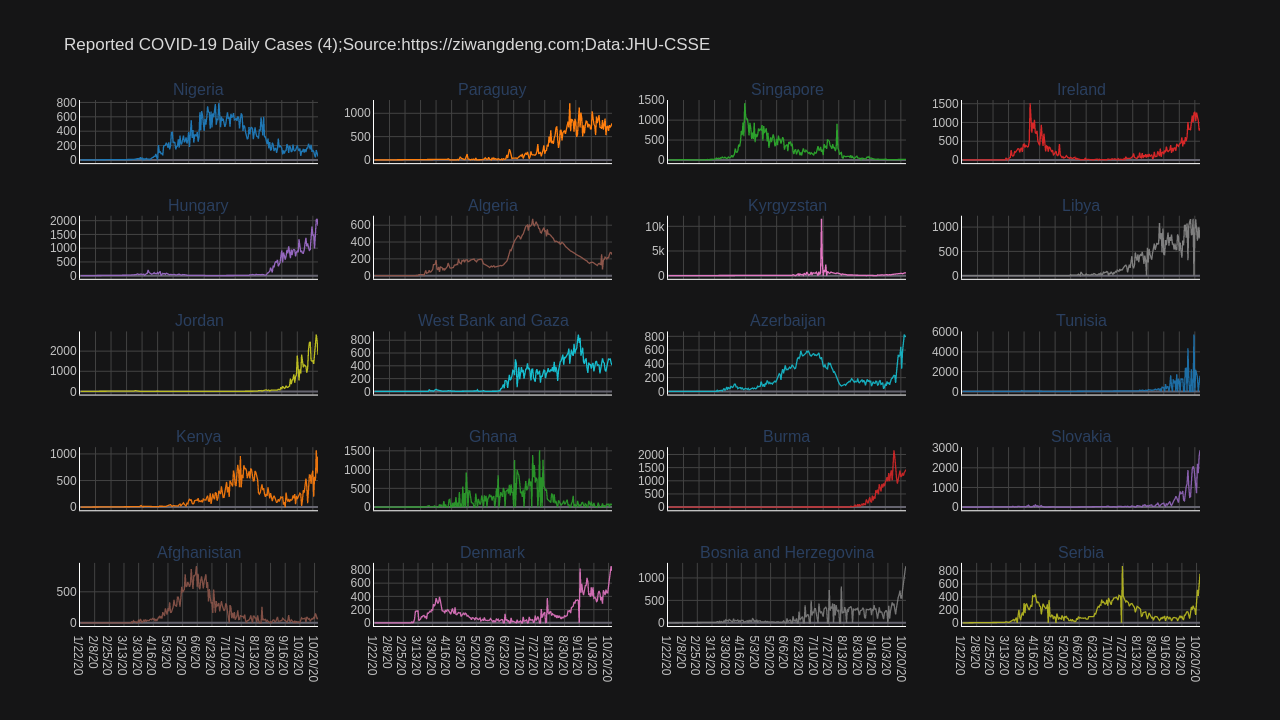 Reported COVID-19 Daily Cases (4);Source:https://ziwangdeng.com;Data:JHU-CSSE
Nigeria Paraguay Singapore Ireland
800 600 400 200 0
1000 500 0
1500 1000 500 0
1500 1000 500 0
Hungary Algeria Kyrgyzstan Libya
2000 1500 1000 500 0
600 400 200 0
10k 5k 0
1000 500 0
Jordan West Bank and Gaza Azerbaijan Tunisia
2000 1000 0
800 600 400 200 0
800 600 400 200 0
6000 4000 2000 0
Kenya Ghana Burma Slovakia
1000 500 0
1500 1000 500 0
2000 1500 1000 500 0
3000 2000 1000 0
Afghanistan Denmark Bosnia and Herzegovina Serbia
500 0
800 600 400 200 0
1000 500 0
800 600 400 200 0
1/22/20 2/8/20 2/25/20 3/13/20 3/30/20 4/16/20 5/3/20 5/20/20 6/6/20 6/23/20 7/10/20 7/27/20 8/13/20 8/30/20 9/16/20 10/3/20 10/20/20
1/22/20 2/8/20 2/25/20 3/13/20 3/30/20 4/16/20 5/3/20 5/20/20 6/6/20 6/23/20 7/10/20 7/27/20 8/13/20 8/30/20 9/16/20 10/3/20 10/20/20
1/22/20 2/8/20 2/25/20 3/13/20 3/30/20 4/16/20 5/3/20 5/20/20 6/6/20 6/23/20 7/10/20 7/27/20 8/13/20 8/30/20 9/16/20 10/3/20 10/20/20
1/22/20 2/8/20 2/25/20 3/13/20 3/30/20 4/16/20 5/3/20 5/20/20 6/6/20 6/23/20 7/10/20 7/27/20 8/13/20 8/30/20 9/16/20 10/3/20 10/20/20